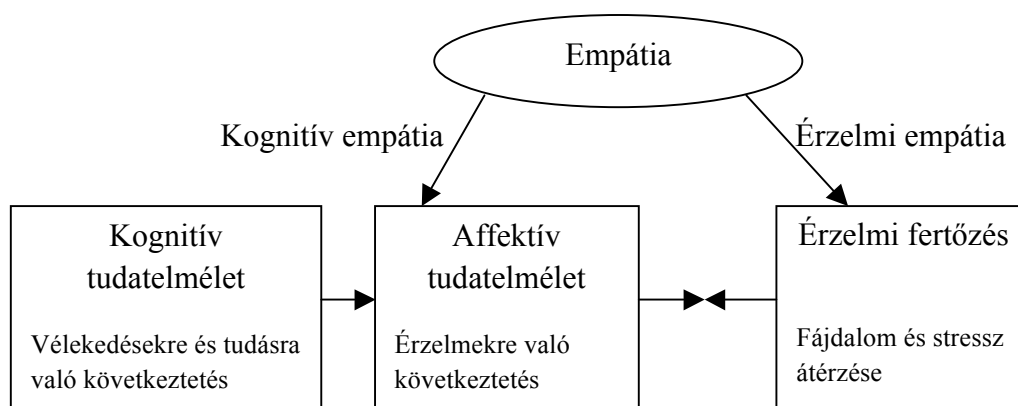 Empátia
Kognitív empátia
Érzelmi empátia
Kognitív
tudatelmélet
Vélekedésekre és tudásra
való következtetés
Affektív
tudatelmélet
Érzelmekre való
következtetés
Érzelmi fertőzés
Fájdalom és stressz
átérzése